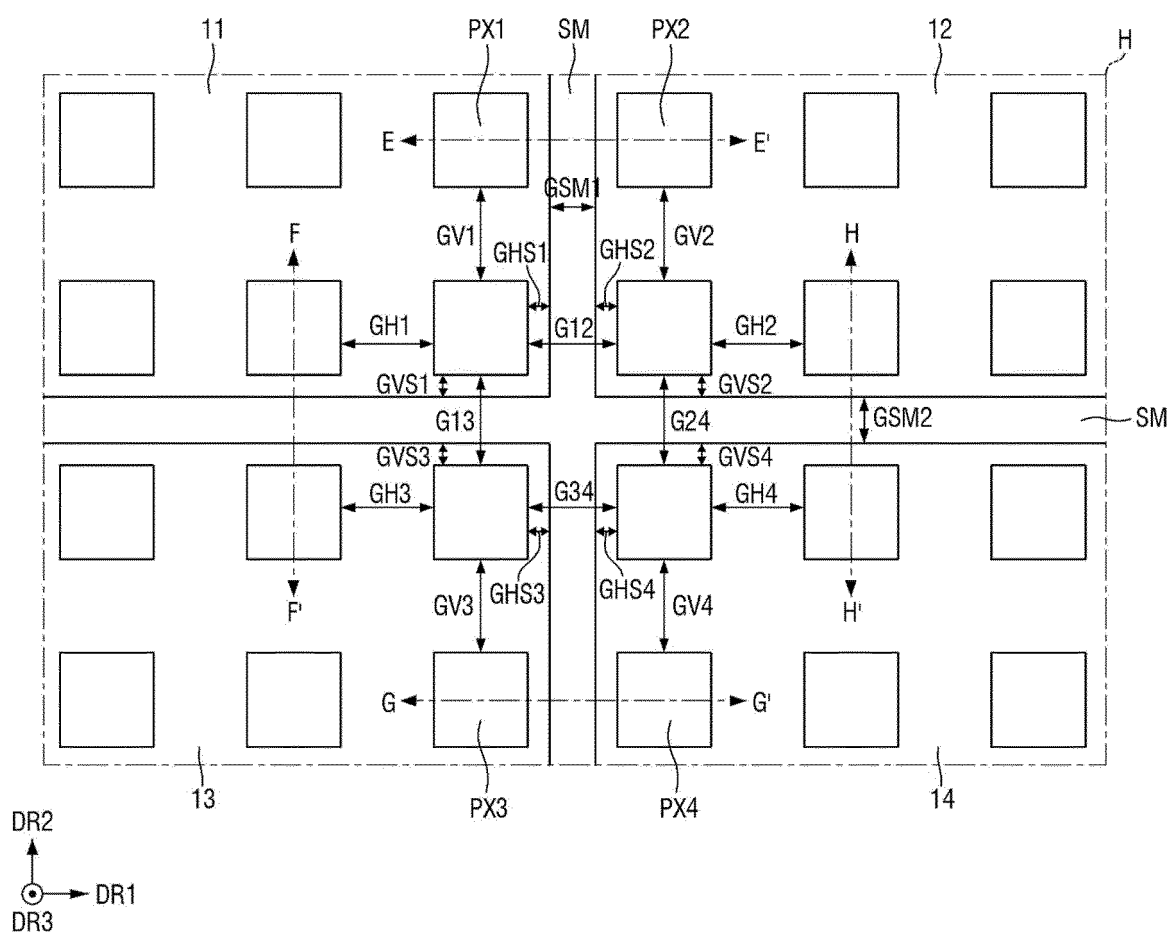 11 PX1 SM PX2 12 H
E E'
GSM1
F GV1 GHS1 GHS2 GV2 H
GH1 G12 GH2
GVS1 GVS2
G13 G24 GSM2 SM
GVS3 GVS4
GH3 G34 GH4
F' GV3 GHS3 GHS4 GV4 H'
G G'
13 PX3 PX4 14
DR2
DR1
DR3